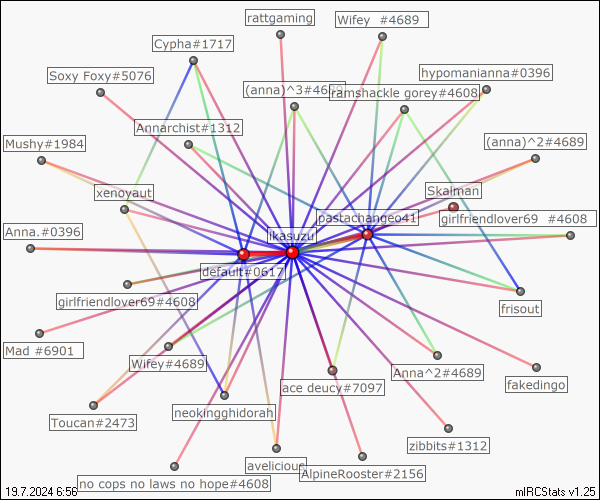 rattgaming
Wifey #4689
Cypha#1717
Soxy Foxy#5076
hypomanianna#0396
(anna)^3#46
ramshackle gorey#4608
Annarchist#1312
Mushy#1984
(anna)^2#4689
xenoyaut
Skalman
pastachangeo41
girlfriendlover69 #4608
Anna.#0396
likasuzu
default#0617
girlfriendlover69#4608
frisout
Mad #6901
Wifey#4689
Anna^2#4689
ace deucy#7097
fakedingo
neokingghidorah
Toucan#2473
zibbits#1312
avelicious
AlpineRooster#2156
no cops no laws no hope#4608
19.7.2024 6:56
mIRCStats v1.25